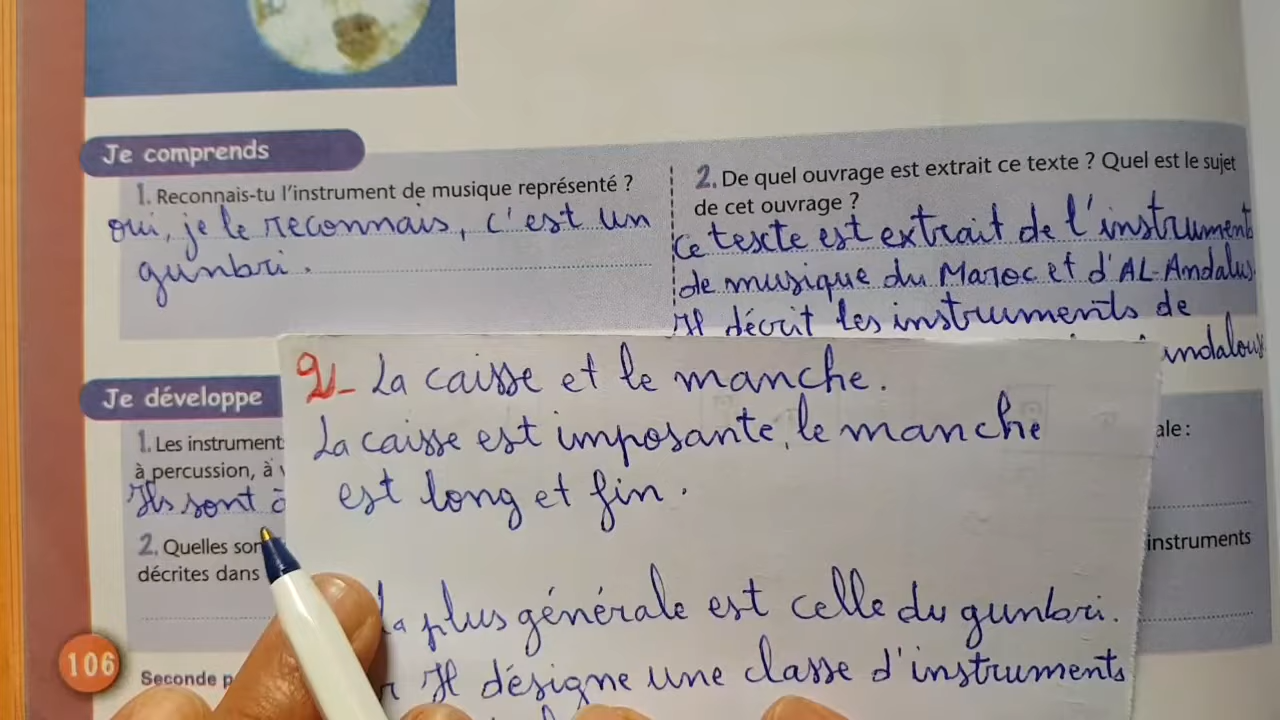 Je comprends
1. Reconnais-tu l'instrument de musique représenté ?
oui, je le reconnais, c'est un
gunbri.
2. De quel ouvrage est extrait ce texte ? Quel est le sujet
de cet ouvrage ?
ce texte est extrait de l'instrument
de musique du Maroc et d'AL-Andalus.
Il décrit les instruments de
andalous
Je développe
1. Les instrument
à percussion, à
Ils sont à
2. Quelles son
décrites dans
ale :
instruments
2- La caisse et le manche.
La caisse est imposante, le manche
est long et fin.
la plus générale est celle du gunbri.
Il désigne une classe d'instruments
106
Seconde p